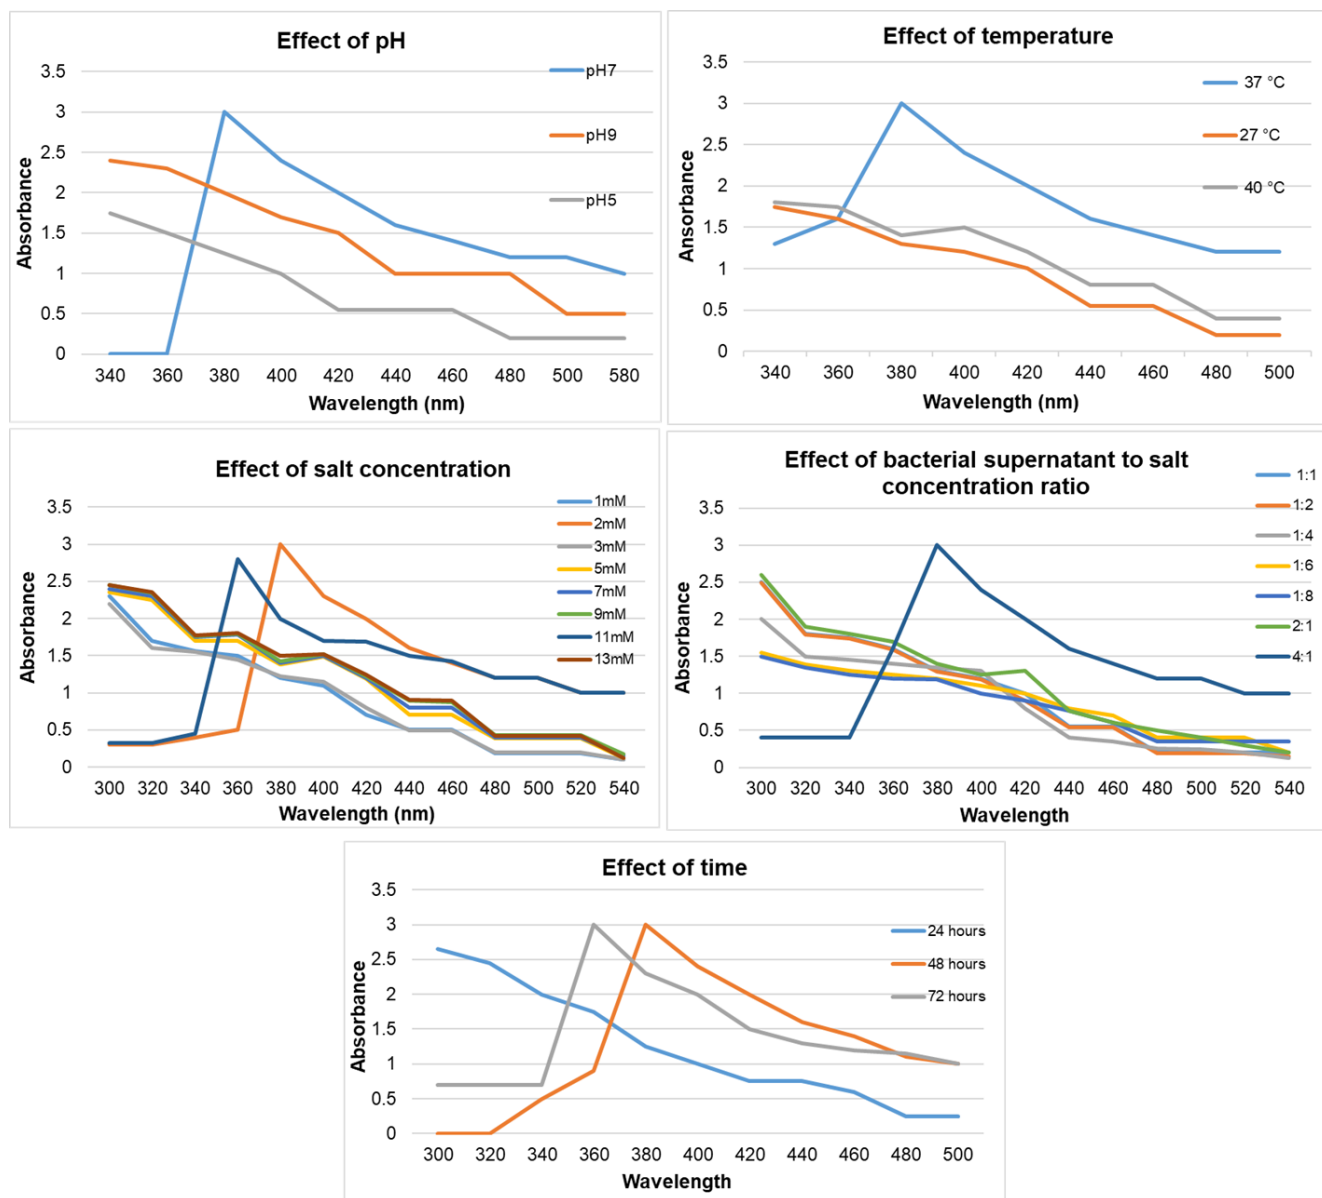 Effect of pH
3.5
3
2.5
2
1.5
1
0.5
0
Absorbance
340 360 380 400 420 440 460 480 500 580
Wavelength (nm)
pH7
pH9
pH5
Effect of temperature
3.5
3
2.5
2
1.5
1
0.5
0
Ansorbance
340 360 380 400 420 440 460 480 500
Wavelength (nm)
37 °C
27 °C
40 °C
Effect of salt concentration
3.5
3
2.5
2
1.5
1
0.5
0
Absorbance
300 320 340 360 380 400 420 440 460 480 500 520 540
Wavelength (nm)
1mM
2mM
3mM
5mM
7mM
9mM
11mM
13mM
Effect of bacterial supernatant to salt
concentration ratio
3.5
3
2.5
2
1.5
1
0.5
0
Absorbance
300 320 340 360 380 400 420 440 460 480 500 520 540
Wavelength
1:1
1:2
1:4
1:6
1:8
2:1
4:1
Effect of time
3.5
3
2.5
2
1.5
1
0.5
0
Absorbance
300 320 340 360 380 400 420 440 460 480 500
Wavelength
24 hours
48 hours
72 hours